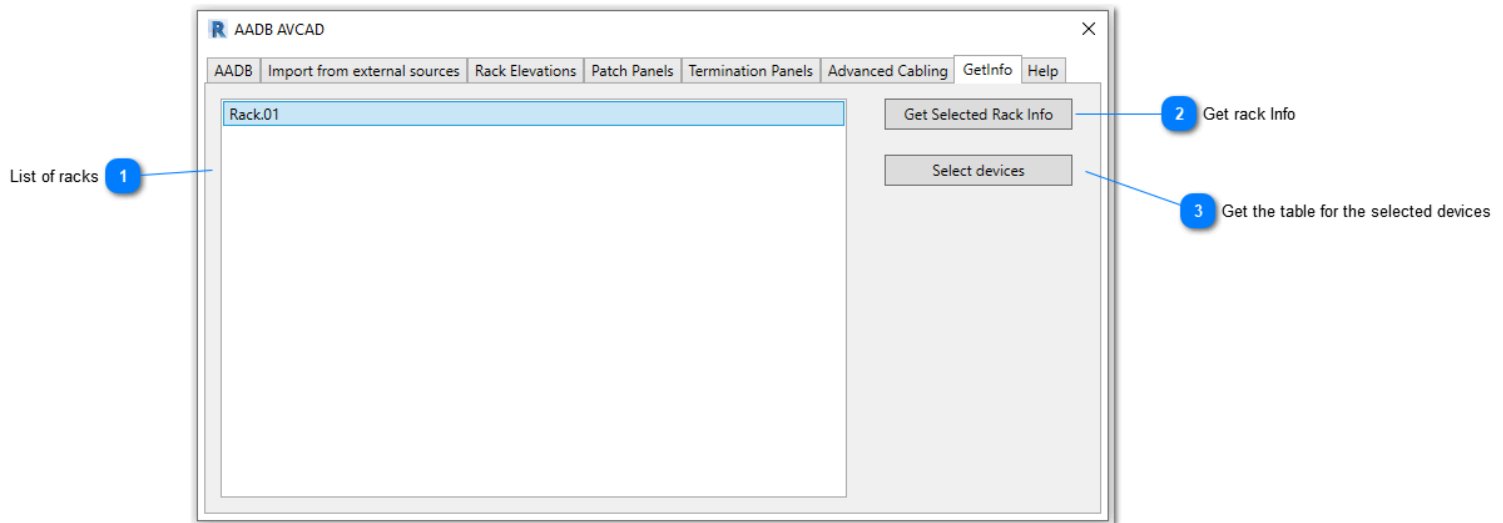 AADB AVCAD
AADB Import from external sources Rack Elevations Patch Panels Termination Panels Advanced Cabling GetInfo Help
Rack.01
Get Selected Rack Info
2 Get rack Info
List of racks 1
Select devices
3 Get the table for the selected devices